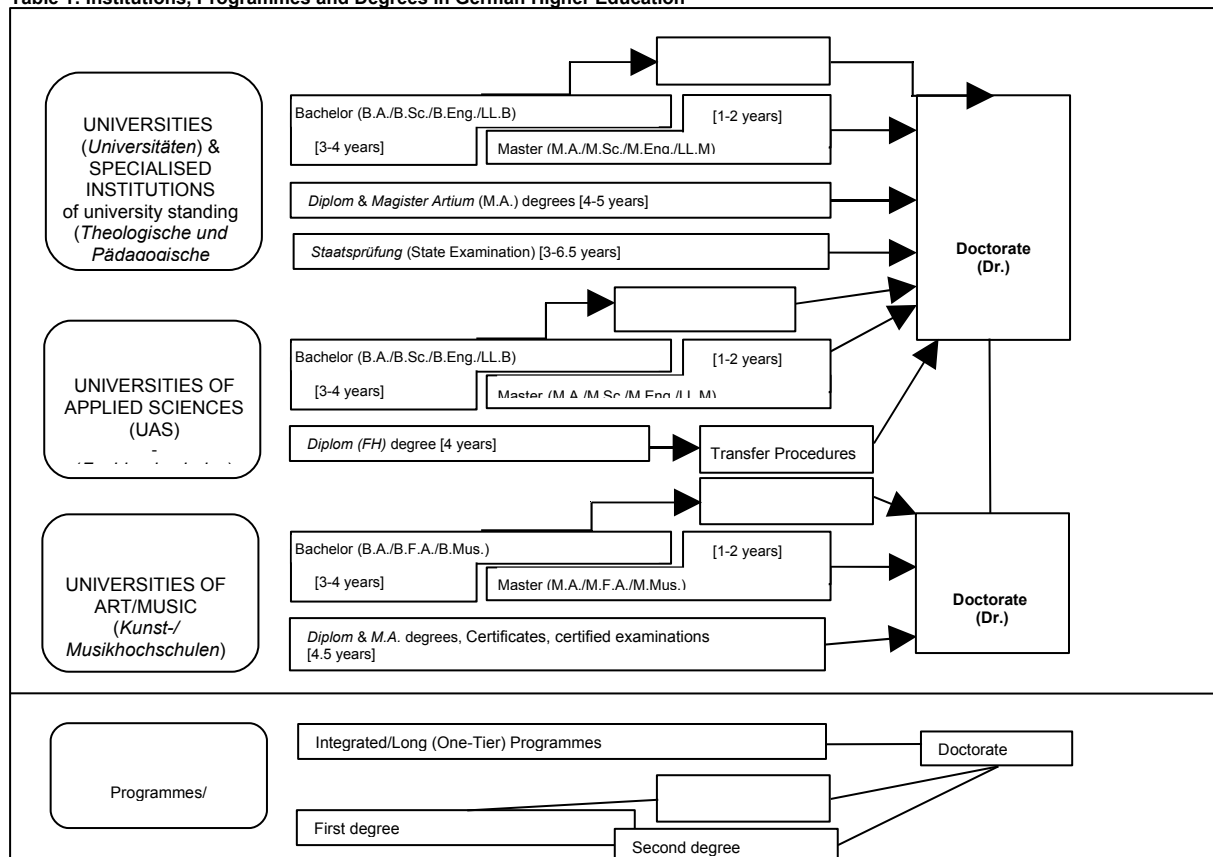 Table 1: Institutions, Programmes and Degrees in German Higher Education
UNIVERSITIES
(Universitäten) &
SPECIALISED
INSTITUTIONS
of university standing
(Theologische und
Pädagogische
Bachelor (B.A./B.Sc./B.Eng./LL.B)
[3-4 years]
[1-2 years]
Master (M.A./M.Sc./M.Eng./LL.M)
Diplom & Magister Artium (M.A.) degrees [4-5 years]
Staatsprüfung (State Examination) [3-6.5 years]
Doctorate
(Dr.)
UNIVERSITIES OF
APPLIED SCIENCES
(UAS)
-
Bachelor (B.A./B.Sc./B.Eng./LL.B)
[3-4 years]
[1-2 years]
Master (M.A./M.Sc./M.Eng./LL.M)
Diplom (FH) degree [4 years]
Transfer Procedures
UNIVERSITIES OF
ART/MUSIC
(Kunst-/
Musikhochschulen)
Bachelor (B.A./B.F.A./B.Mus.)
[3-4 years]
[1-2 years]
Master (M.A./M.F.A./M.Mus.)
Diplom & M.A. degrees, Certificates, certified examinations
[4.5 years]
Doctorate
(Dr.)
Programmes/
Integrated/Long (One-Tier) Programmes
Doctorate
First degree
Second degree